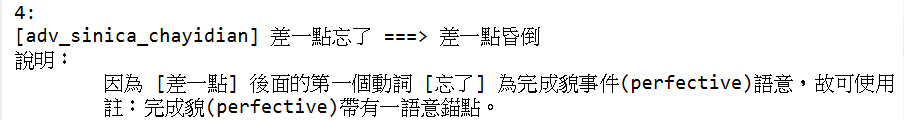 4:
[adv_sinica_chayidian] 差一點忘了 ===> 差一點昏倒
說明：
因為 [差一點] 後面的第一個動詞 [忘了] 為完成貌事件(perfective)語意，故可使用
註：完成貌(perfective)帶有一語意錨點。